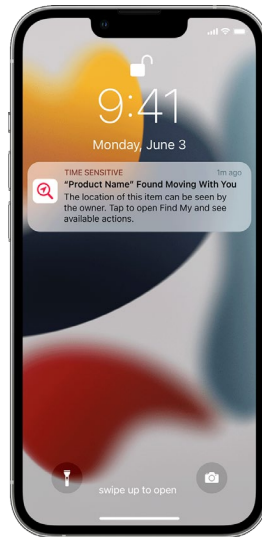 9:41
Monday, June 3
TIME SENSITIVE 1m ago
“Product Name” Found Moving With You
The location of this item can be seen by
the owner. Tap to open Find My and see
available actions.
swipe up to open